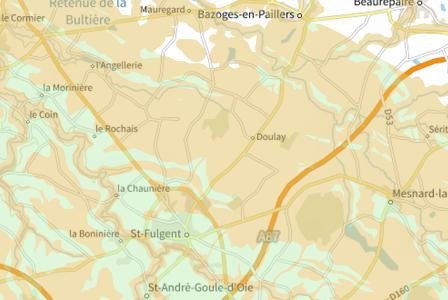 Retenue de la
Bultière
Mauregard
Bazoges-en-Paillers
Beaurepaire
le Cormier
l'Angellerie
la Morinière
le Coin
le Rochais
Doulay
D53
la Chaunière
Mesnard-la-
la Boninière
St-Fulgent
A87
St-André-Goule-d'Oie
D160